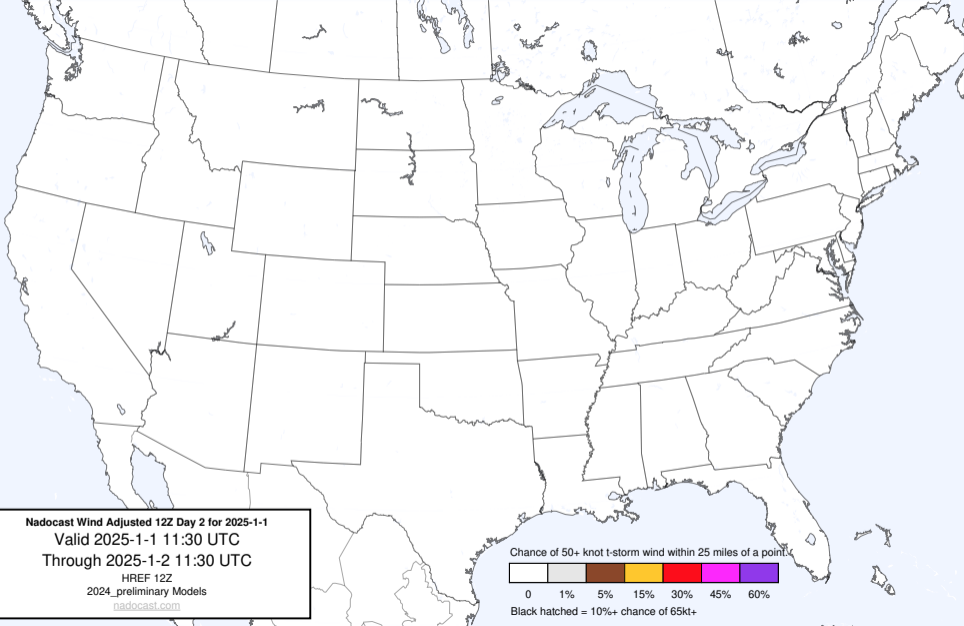 Nadocast Wind Adjusted 12Z Day 2 for 2025-1-1
Valid 2025-1-1 11:30 UTC
Through 2025-1-2 11:30 UTC
HREF 12Z
2024_preliminary Models
nadocast.com
Chance of 50+ knot t-storm wind within 25 miles of a point.
0 1% 5% 15% 30% 45% 60%
Black hatched = 10%+ chance of 65kt+